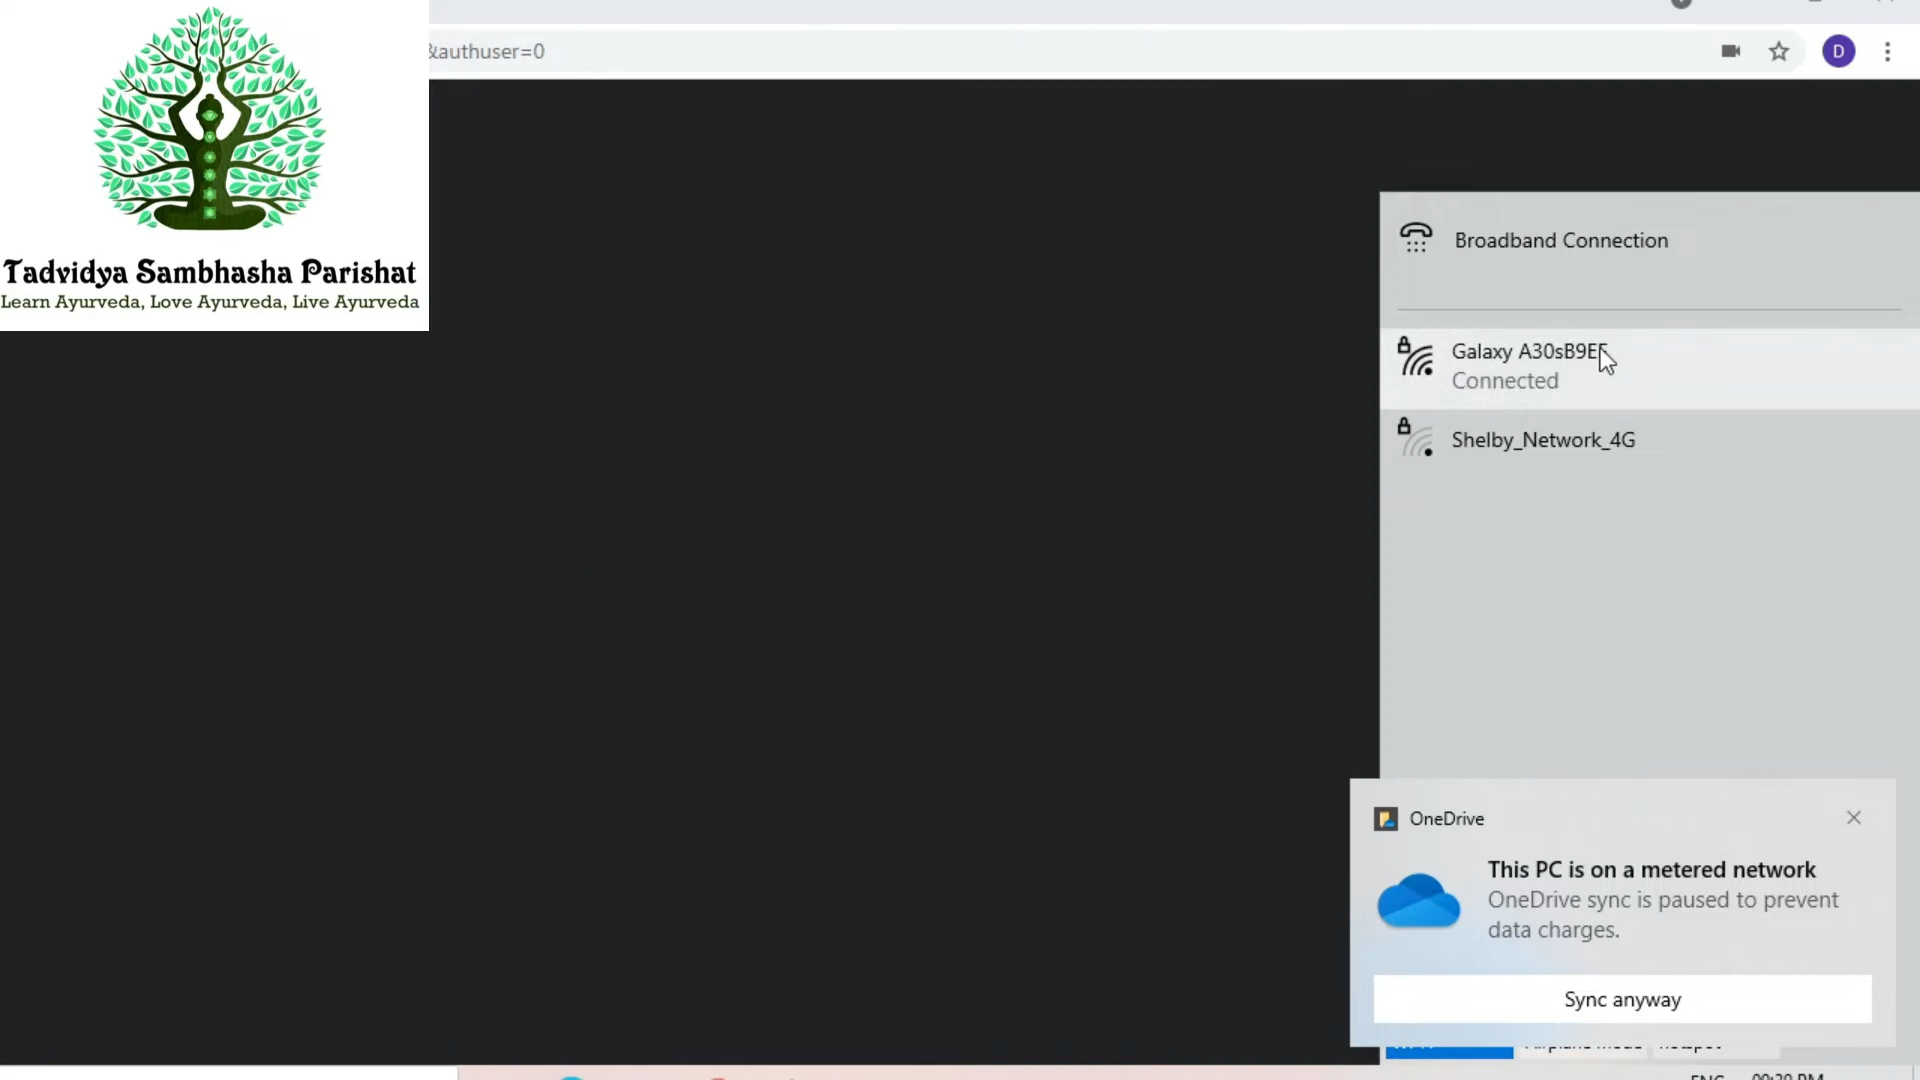 &authuser=0
D
Tadvidya Sambhasha Parishat
Learn Ayurveda, Love Ayurveda, Live Ayurveda
Broadband Connection
Galaxy A30sB9EF
Connected
Shelby_Network_4G
OneDrive
This PC is on a metered network
OneDrive sync is paused to prevent
data charges.
Sync anyway